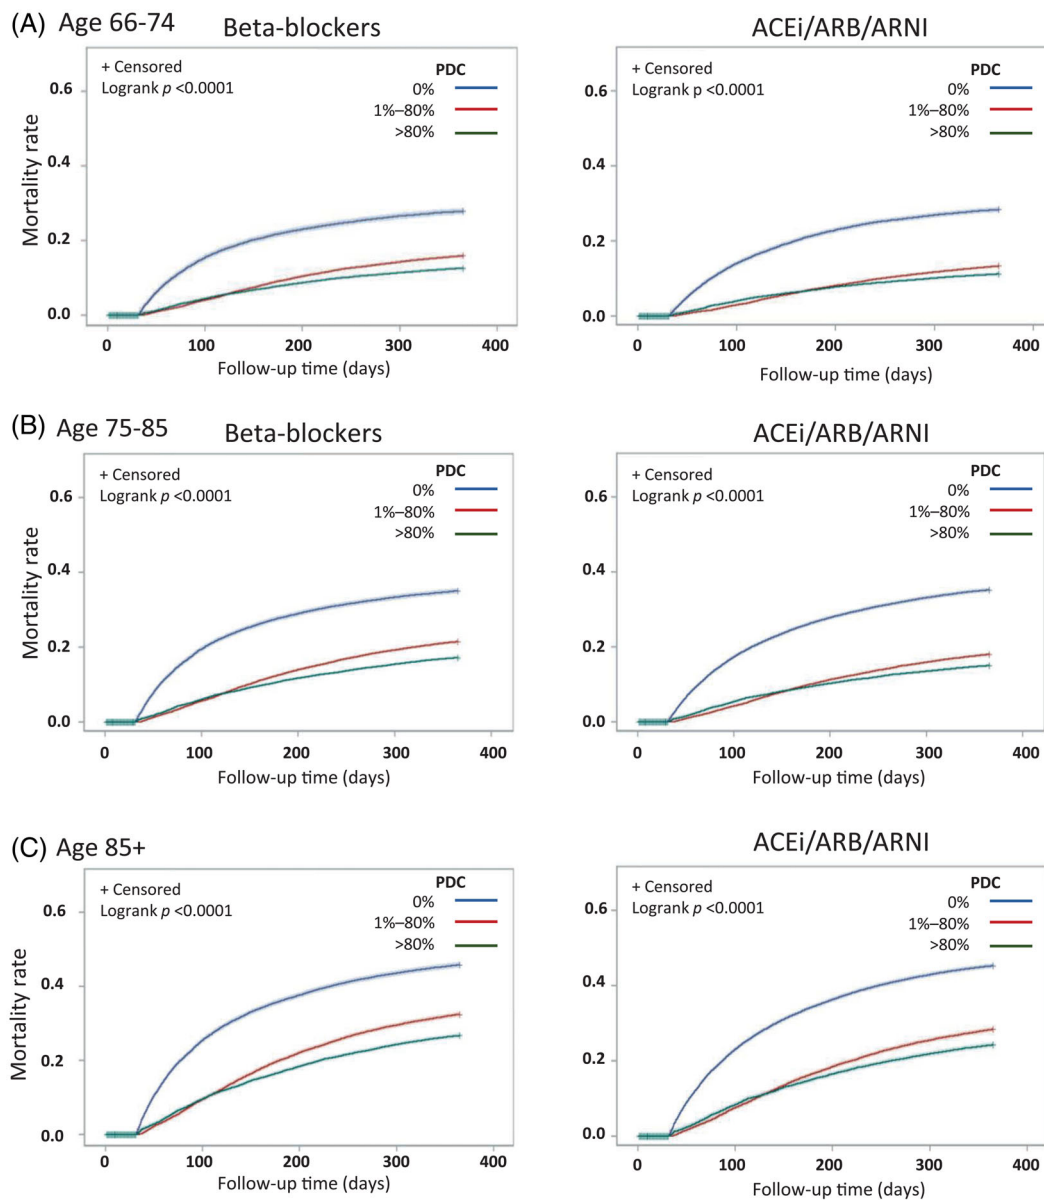 (A) Age 66-74
Beta-blockers
ACEi/ARB/ARNI
+ Censored
Logrank p <0.0001
PDC
0%
1%–80%
>80%
Mortality rate
0.6
0.4
0.2
0.0
0 100 200 300 400
Follow-up time (days)
+ Censored
Logrank p <0.0001
PDC
0%
1%–80%
>80%
0.6
0.4
0.2
0.0
0 100 200 300 400
Follow-up time (days)
(B) Age 75-85
Beta-blockers
ACEi/ARB/ARNI
+ Censored
Logrank p <0.0001
PDC
0%
1%–80%
>80%
Mortality rate
0.6
0.4
0.2
0.0
0 100 200 300 400
Follow-up time (days)
+ Censored
Logrank p <0.0001
PDC
0%
1%–80%
>80%
0.6
0.4
0.2
0.0
0 100 200 300 400
Follow-up time (days)
(C) Age 85+
ACEi/ARB/ARNI
+ Censored
Logrank p <0.0001
PDC
0%
1%–80%
>80%
Mortality rate
0.6
0.4
0.2
0.0
0 100 200 300 400
Follow-up time (days)
+ Censored
Logrank p <0.0001
PDC
0%
1%–80%
>80%
0.6
0.4
0.2
0.0
0 100 200 300 400
Follow-up time (days)